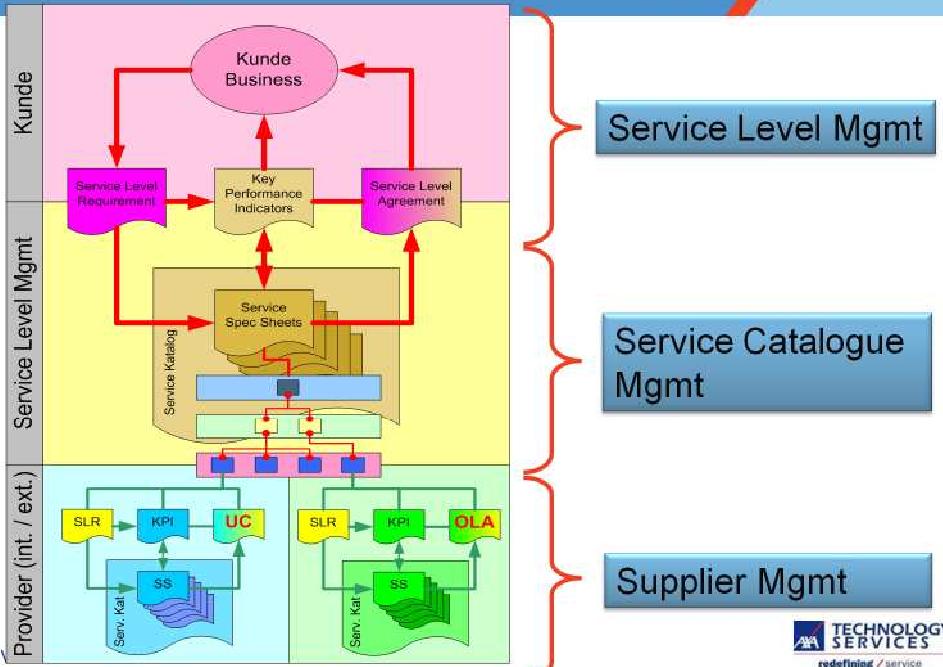 Kunde
Kunde
Business
Service Level
Requirement
Key
Performance
Indicators
Service Level
Agreement
Service Level Mgmt
Service Level Mgmt
Service
Spec Sheets
Service Katalog
Service Catalogue
Mgmt
Provider (int. / ext.)
SLR
KPI
UC
SS
Serv. Kat
SLR
KPI
OLA
SS
Serv. Kat
Supplier Mgmt
AXA
TECHNOLOGY
SERVICES
redefining / service